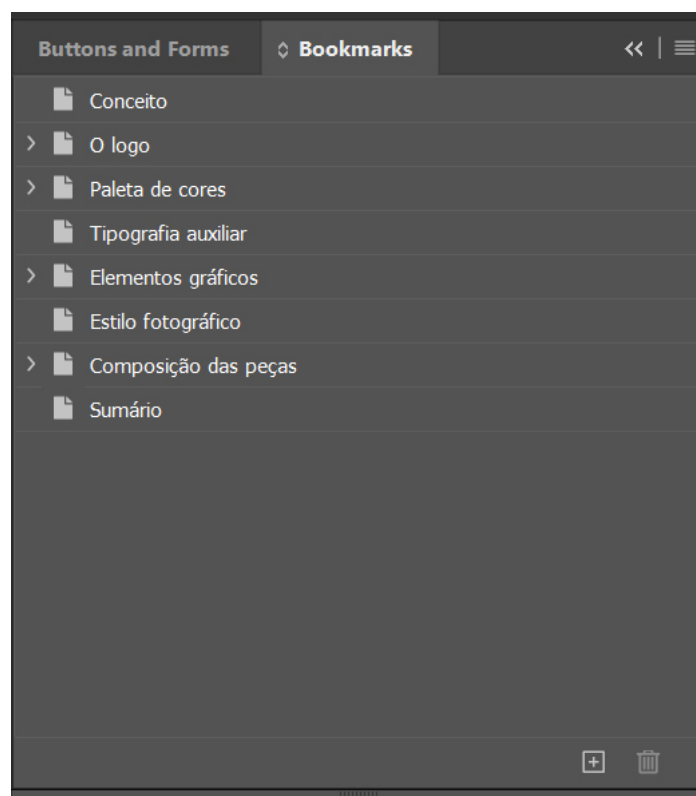 Buttons and Forms Bookmarks
Conceito
O logo
Paleta de cores
Tipografia auxiliar
Elementos gráficos
Estilo fotográfico
Composição das peças
Sumário